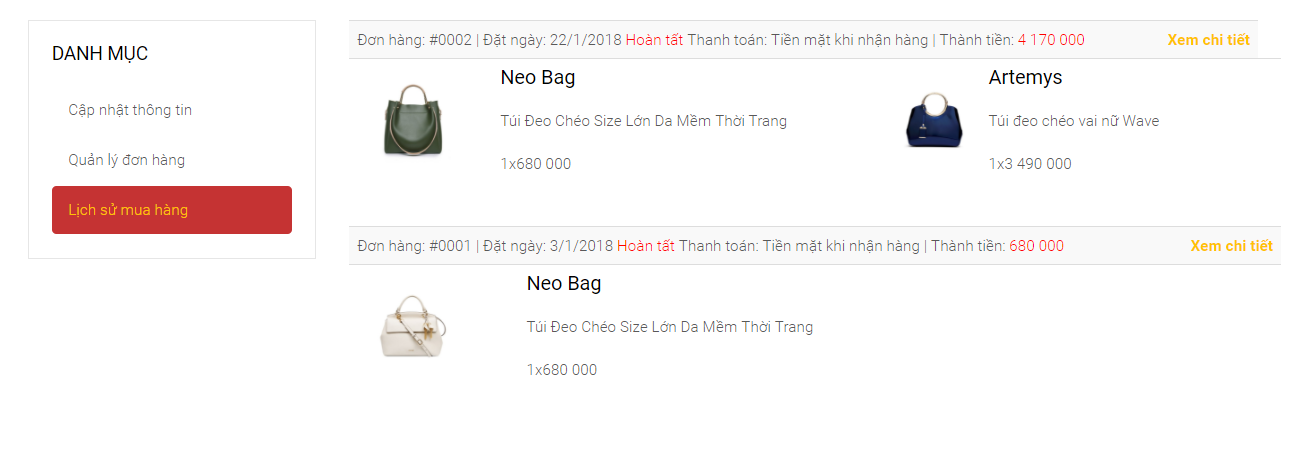 DANH MỤC
Cập nhật thông tin
Quản lý đơn hàng
Lịch sử mua hàng
Đơn hàng: #0002 | Đặt ngày: 22/1/2018 Hoàn tất Thanh toán: Tiền mặt khi nhận hàng | Thành tiền: 4 170 000 Xem chi tiết
Neo Bag
Túi Đeo Chéo Size Lớn Da Mềm Thời Trang
1x680 000
Artemys
Túi đeo chéo vai nữ Wave
1x3 490 000
Đơn hàng: #0001 | Đặt ngày: 3/1/2018 Hoàn tất Thanh toán: Tiền mặt khi nhận hàng | Thành tiền: 680 000 Xem chi tiết
Neo Bag
Túi Đeo Chéo Size Lớn Da Mềm Thời Trang
1x680 000